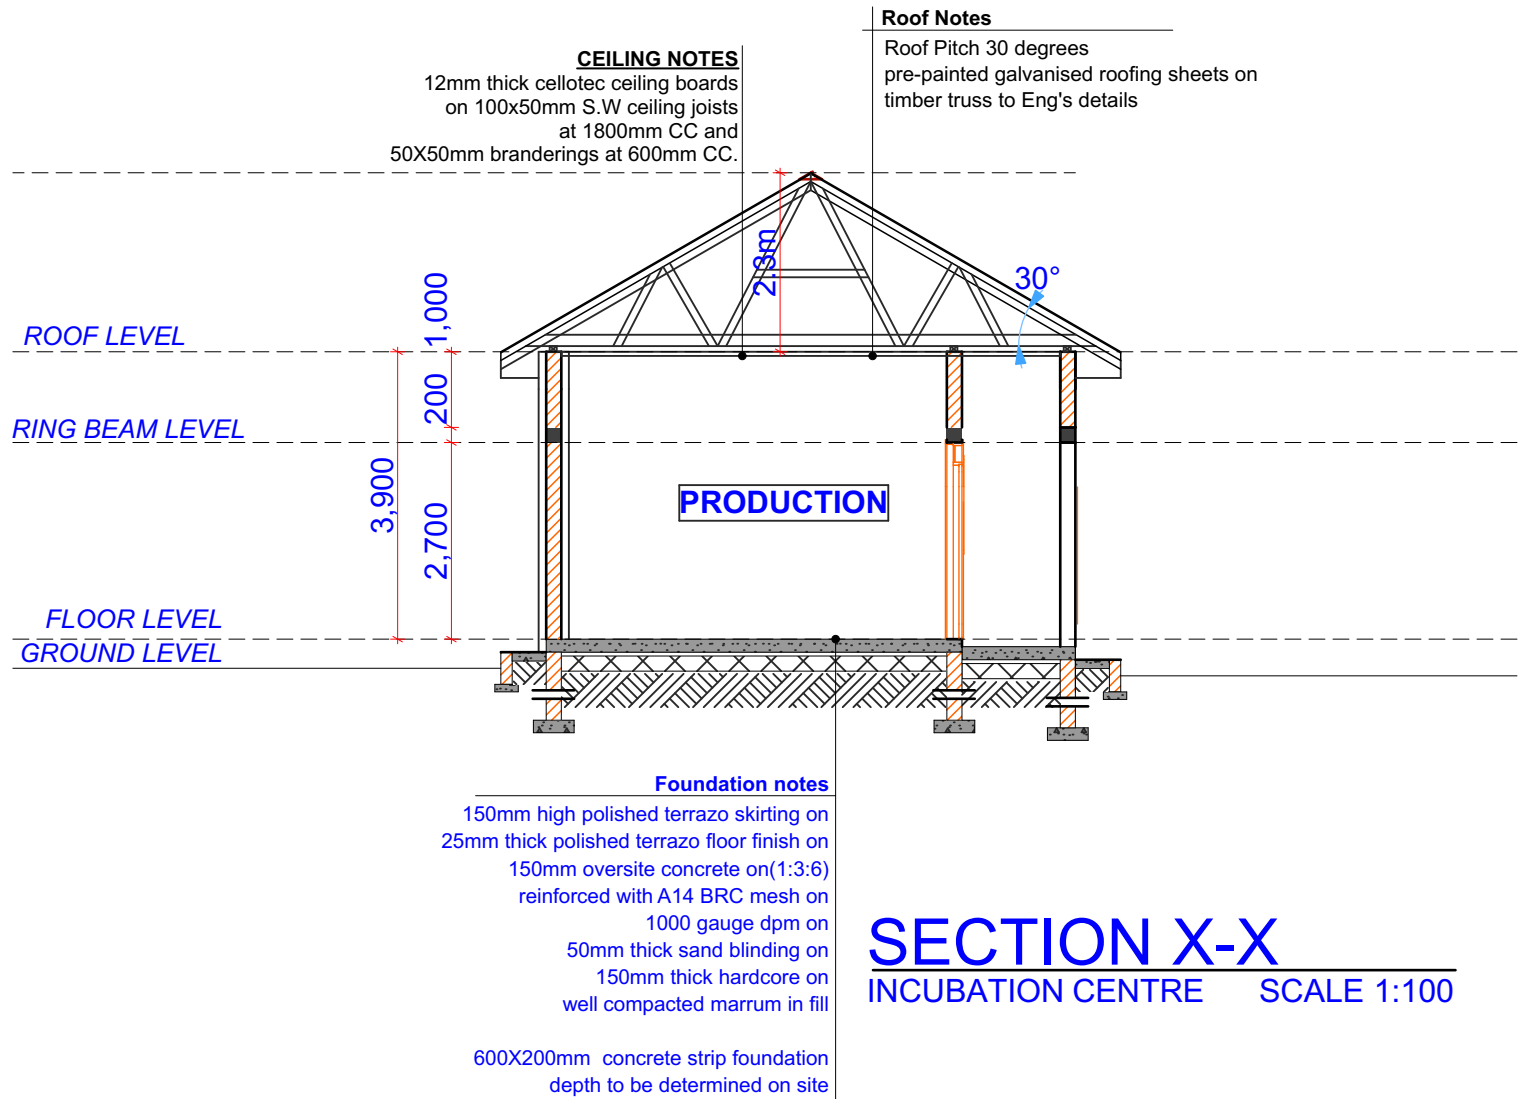 Roof Notes
Roof Pitch 30 degrees
pre-painted galvanised roofing sheets on
timber truss to Eng's details
CEILING NOTES
12mm thick cellotec ceiling boards
on 100x50mm S.W ceiling joists
at 1800mm CC and
50X50mm branderings at 600mm CC.
2.3m
30°
1,000
ROOF LEVEL
200
RING BEAM LEVEL
3,900
2,700
PRODUCTION
FLOOR LEVEL
GROUND LEVEL
Foundation notes
150mm high polished terrazo skirting on
25mm thick polished terrazo floor finish on
150mm oversite concrete on(1:3:6)
reinforced with A14 BRC mesh on
1000 gauge dpm on
50mm thick sand blinding on
150mm thick hardcore on
well compacted marrum in fill
600X200mm concrete strip foundation
depth to be determined on site
SECTION X-X
INCUBATION CENTRE SCALE 1:100